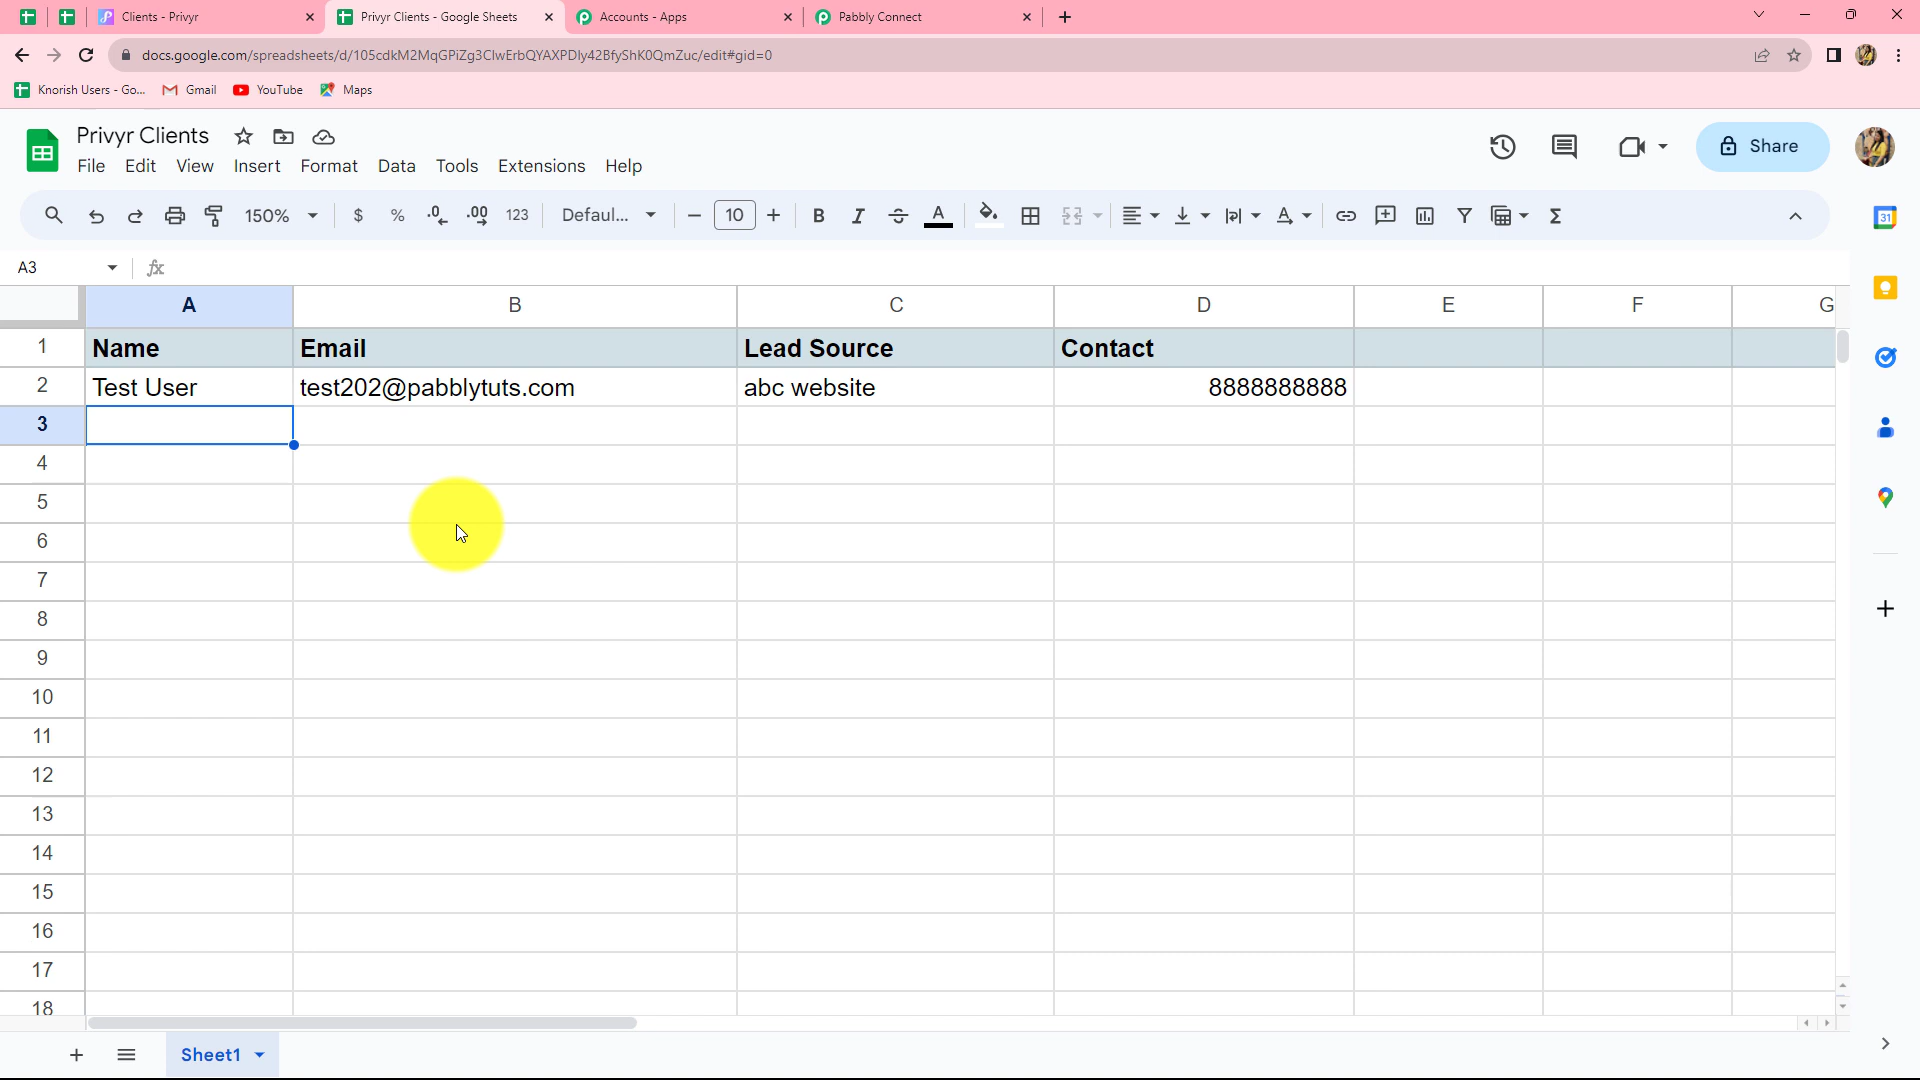 Clients - Privyr
Privyr Clients - Google Sheets
Accounts - Apps
Pabbly Connect
docs.google.com/spreadsheets/d/105cdkM2MqGPiZg3ClwErbQYAXPDly42BfyShK0QmZuc/edit#gid=0
Knorish Users - Go...
Gmail
YouTube
Maps
Privyr Clients
File Edit View Insert Format Data Tools Extensions Help
Share
150% $ % .0 .00 123 Defaul... 10 B I S A
31
A3 fx
A B C D E F G
1 Name Email Lead Source Contact
2 Test User test202@pabblytuts.com abc website 8888888888
3
4
5
6
7
8
9
10
11
12
13
14
15
16
17
18
Sheet1